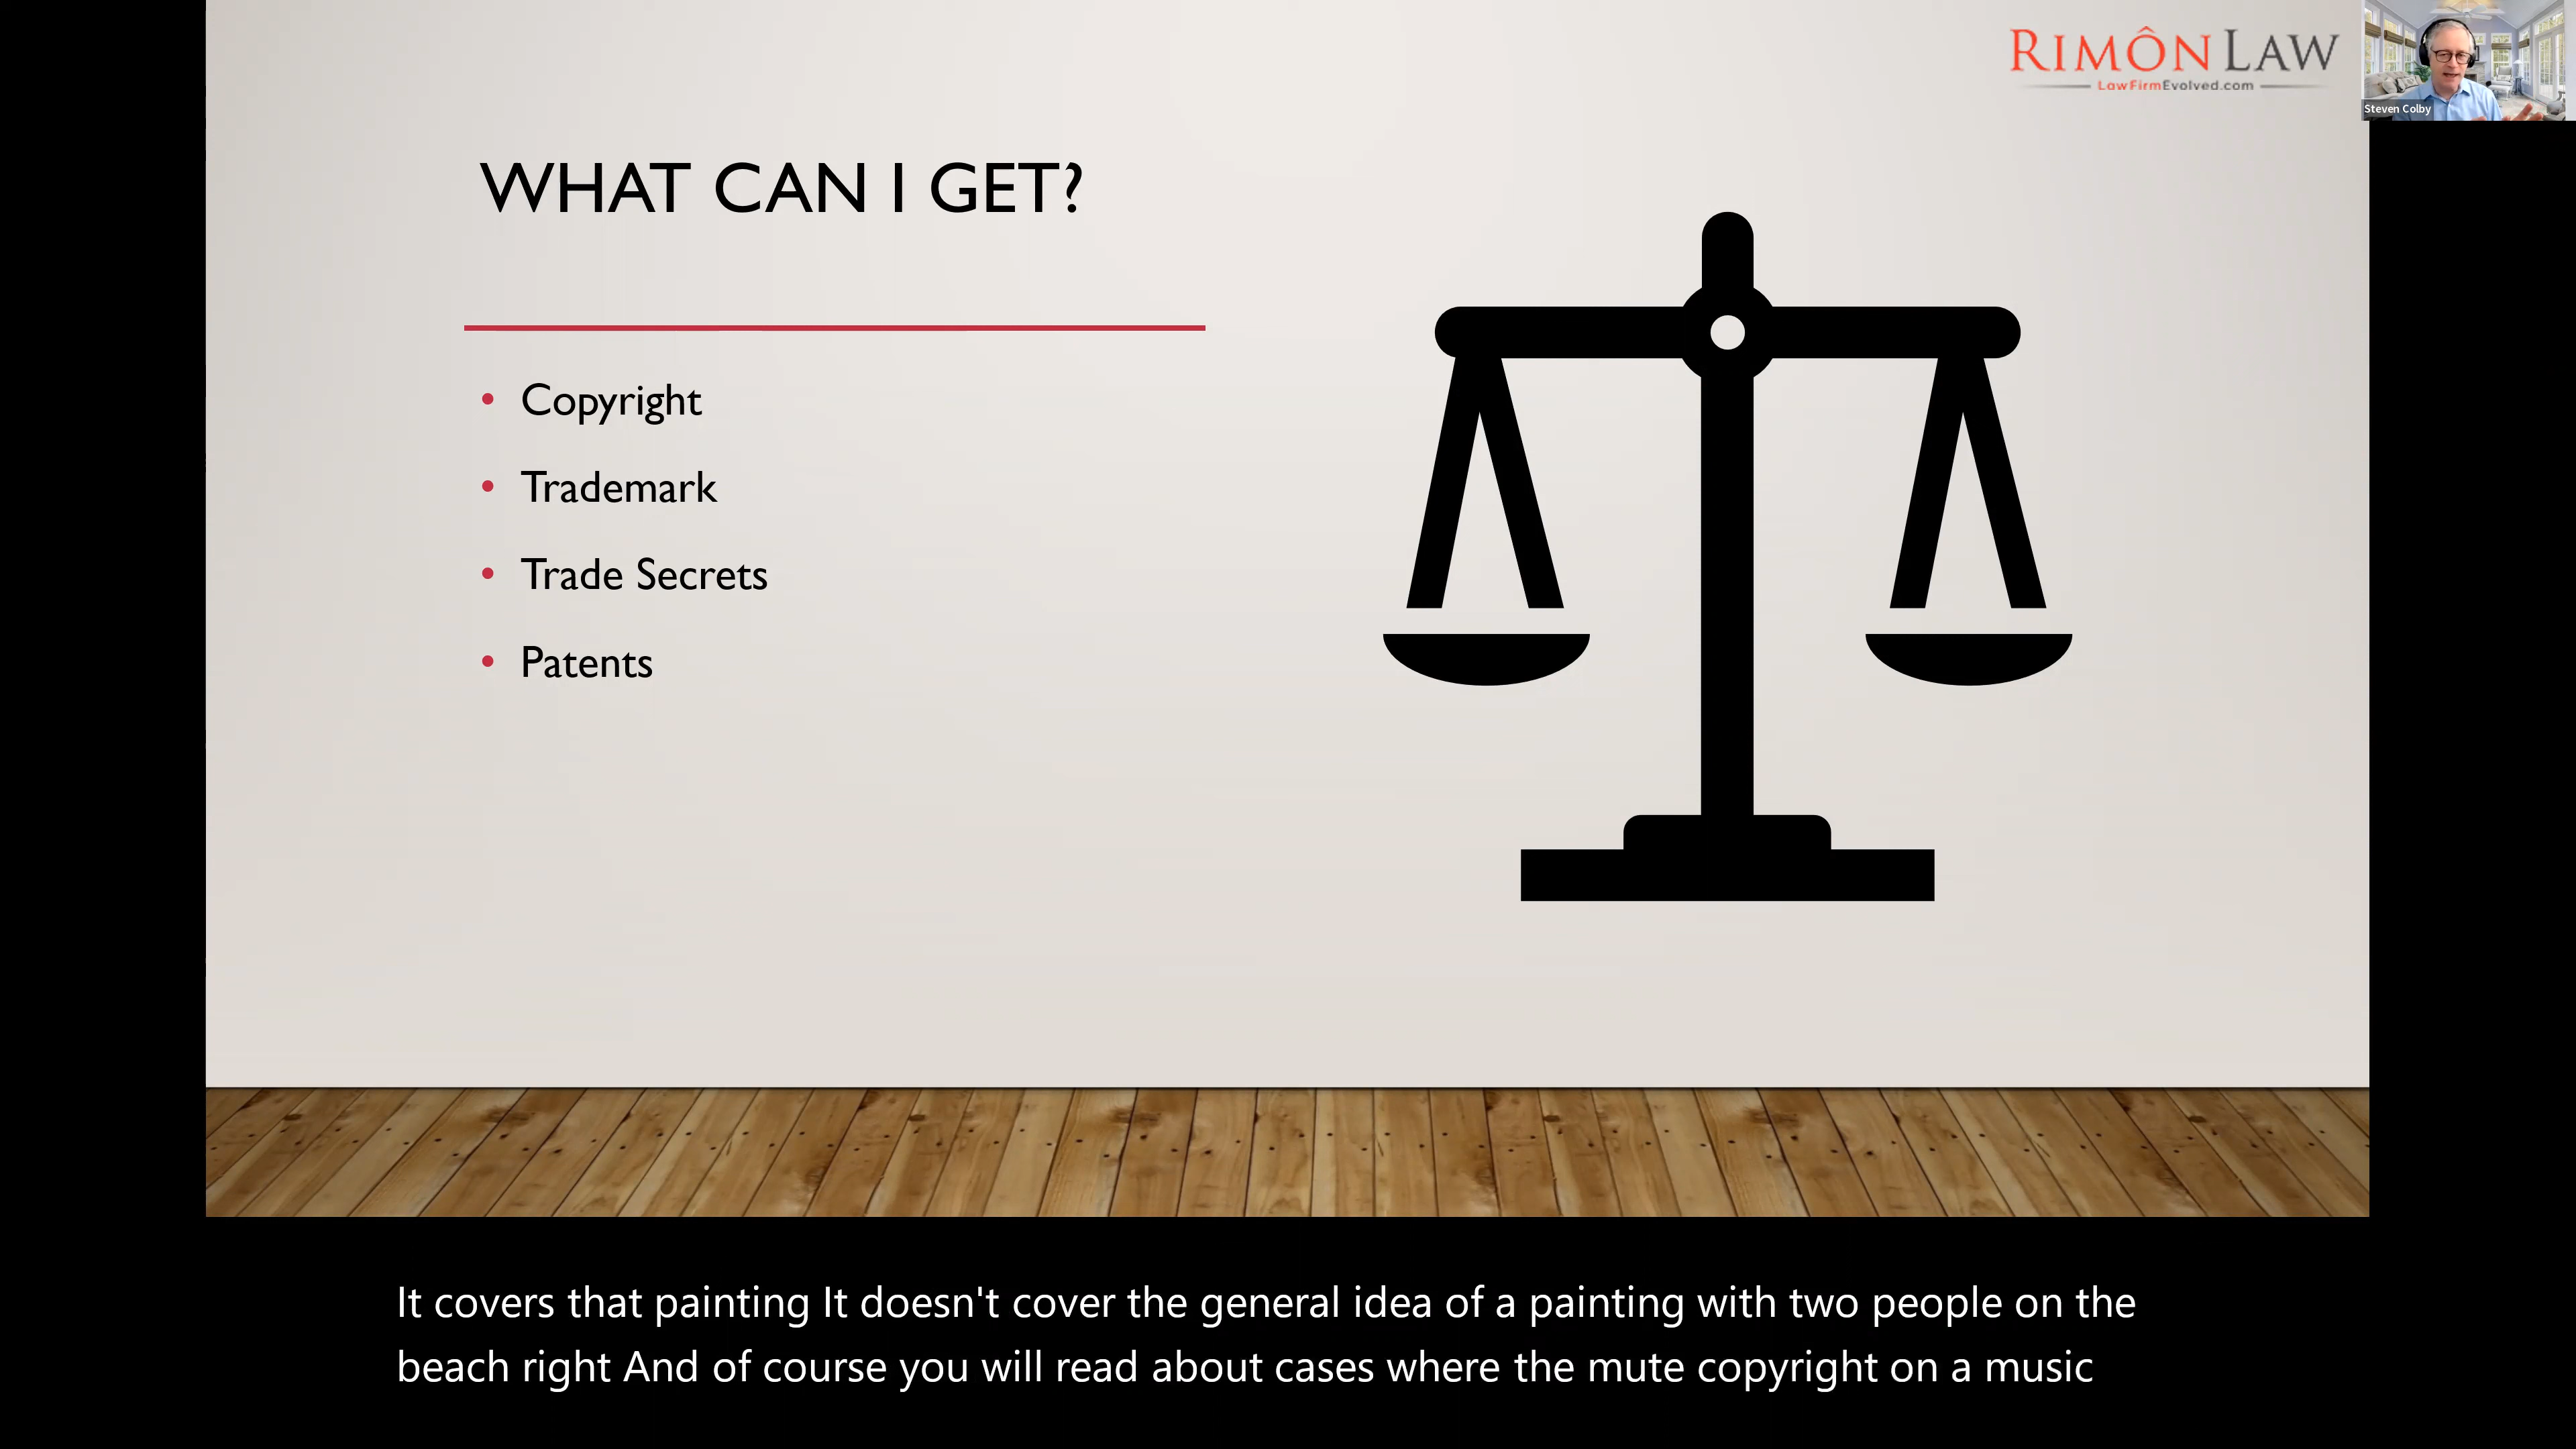 RIMÔN LAW
LawFirmEvolved.com
Steven Colby
WHAT CAN I GET?
• Copyright
• Trademark
• Trade Secrets
• Patents
It covers that painting It doesn't cover the general idea of a painting with two people on the
beach right And of course you will read about cases where the mute copyright on a music